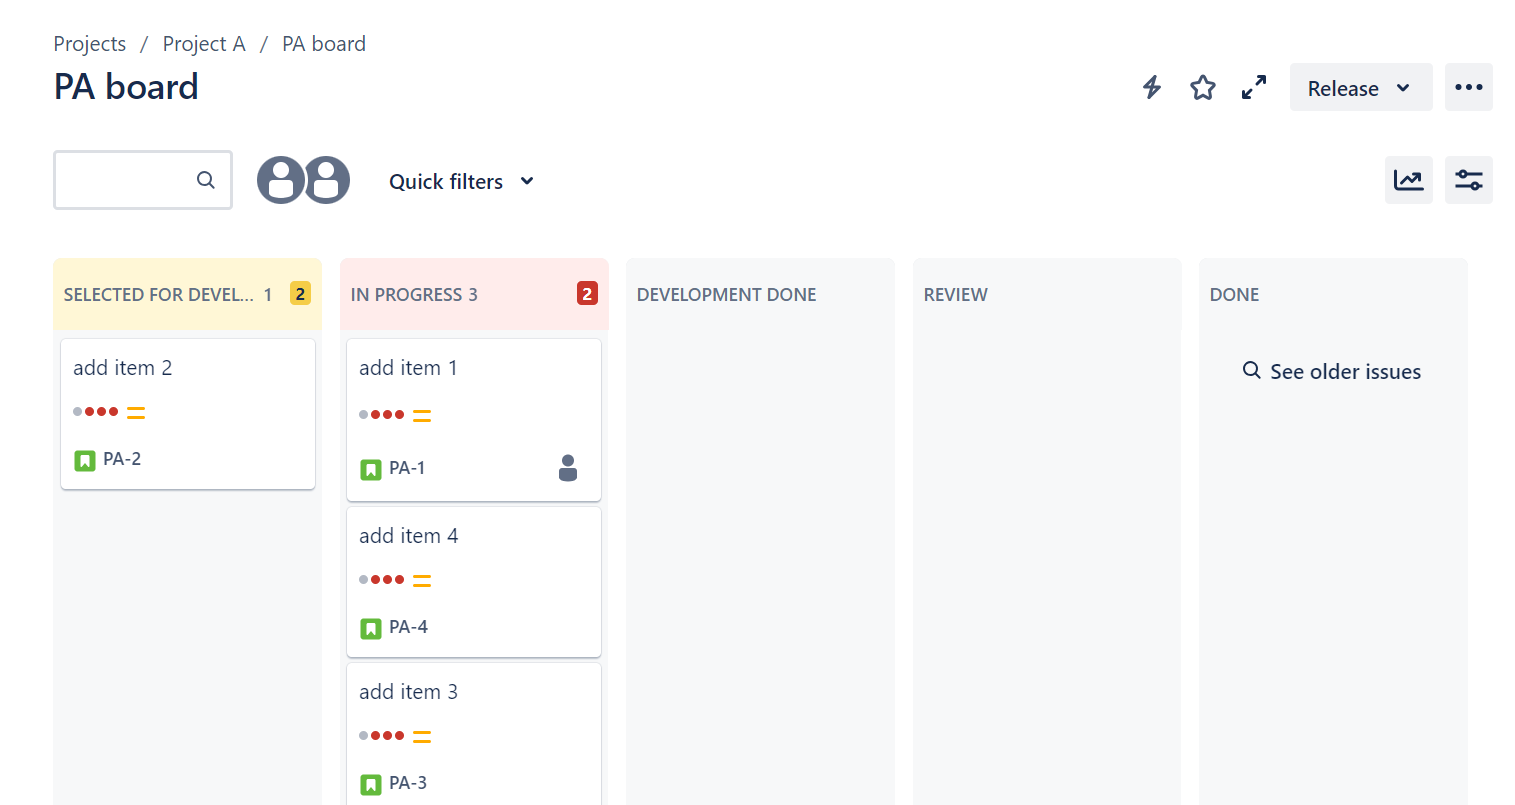 Projects / Project A / PA board
PA board
Release
Quick filters
SELECTED FOR DEVEL... 1 2
add item 2
PA-2
IN PROGRESS 3 2
add item 1
PA-1
add item 4
PA-4
add item 3
PA-3
DEVELOPMENT DONE
REVIEW
DONE
See older issues